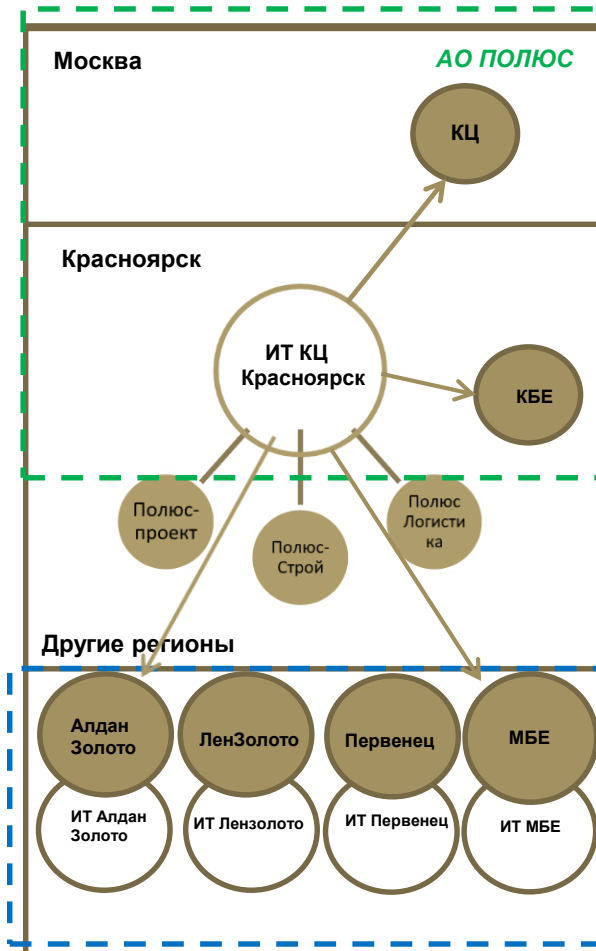 Москва
АО ПОЛЮС
КЦ
Красноярск
ИТ КЦ
Красноярск
КБЕ
Полюс-
проект
Полюс-
Строй
Полюс
Логисти
ка
Другие регионы
Алдан
Золото
ЛенЗолото
Первенец
МБЕ
ИТ Алдан
Золото
ИТ Лензолото
ИТ Первенец
ИТ МБЕ